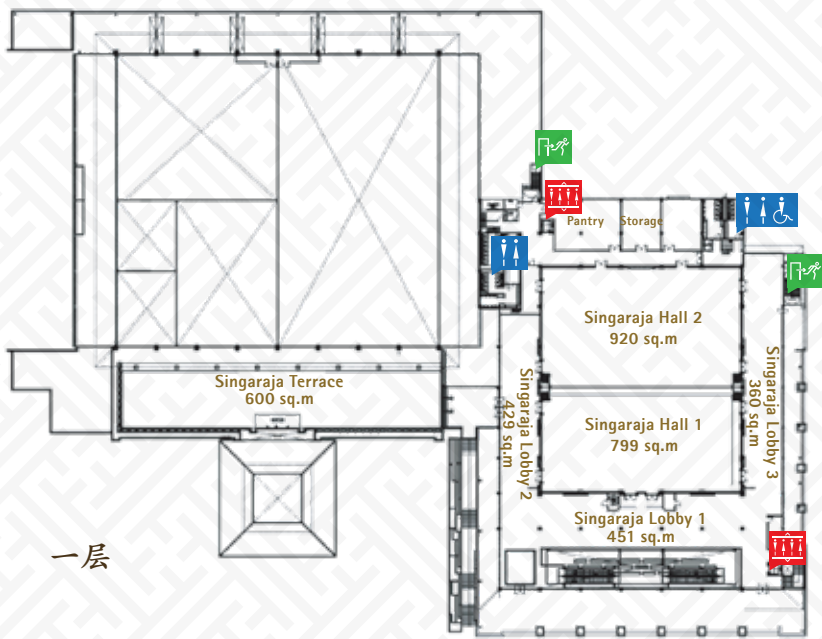 Pantry
Storage
Singaraja Hall 2
920 sq.m
Singaraja Terrace
600 sq.m
Singaraja Lobby 2
429 sq.m
Singaraja Hall 1
799 sq.m
Singaraja Lobby 3
360 sq.m
Singaraja Lobby 1
451 sq.m
一层